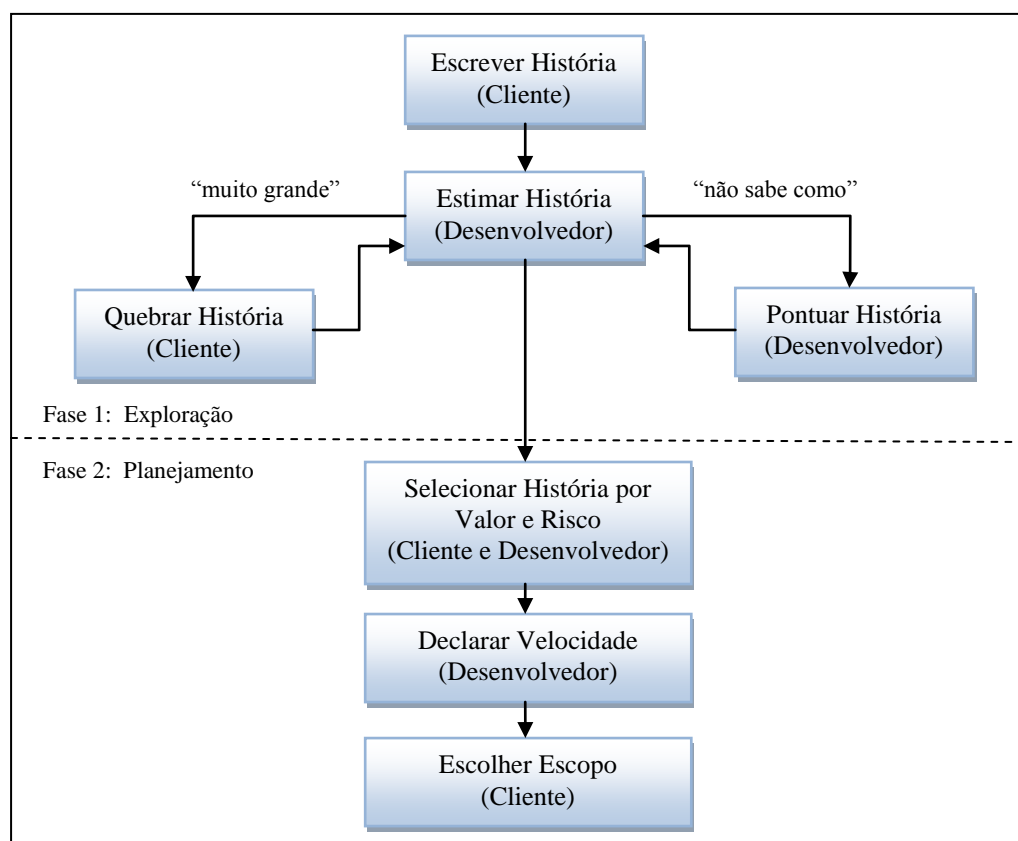 Escrever História
(Cliente)
“muito grande”
Estimar História
(Desenvolvedor)
“não sabe como”
Quebrar História
(Cliente)
Pontuar História
(Desenvolvedor)
Fase 1: Exploração
Fase 2: Planejamento
Selecionar História por
Valor e Risco
(Cliente e Desenvolvedor)
Declarar Velocidade
(Desenvolvedor)
Escolher Escopo
(Cliente)